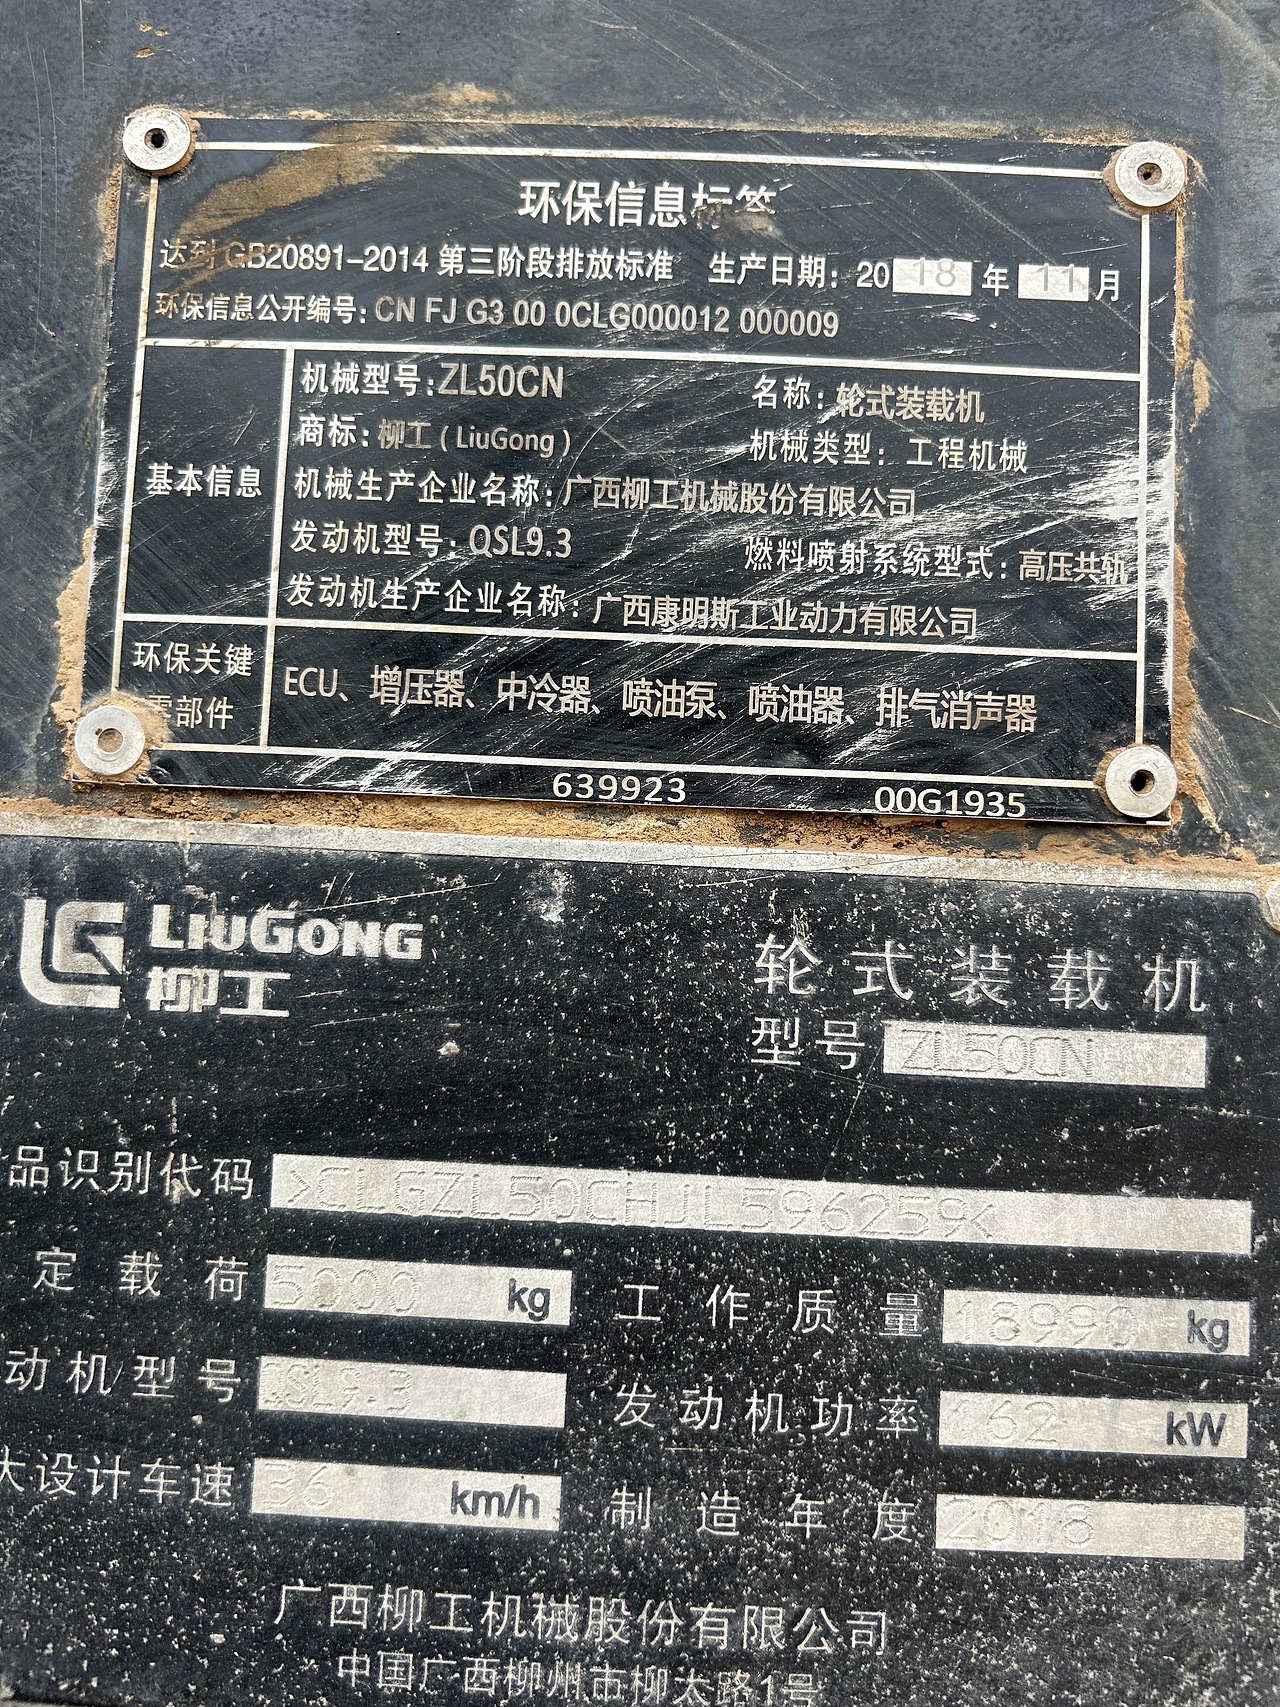 环保信息标签
达到 GB20891-2014 第三阶段排放标准 生产日期: 2018 年 11 月
环保信息公开编号: CN FJ G3 00 0CLG000012 000009
基本信息
机械型号: ZL50CN 名称: 轮式装载机
商标: 柳工 (LiuGong) 机械类型: 工程机械
机械生产企业名称: 广西柳工机械股份有限公司
发动机型号: QSL9.3 燃料喷射系统型式: 高压共轨
发动机生产企业名称: 广西康明斯工业动力有限公司
环保关键
零部件
ECU、增压器、中冷器、喷油泵、喷油器、排气消声器
639923 00G1935
LIUGONG
柳工
轮式装载机
型号 ZL50CN
品识别代码 >CLGZL50CHJL596259<
定载荷 5000 kg 工作质量 18990 kg
动机型号 QSL9.3 发动机功率 162 kW
大设计车速 36 km/h 制造年度 2018
广西柳工机械股份有限公司
中国广西柳州市柳太路1号